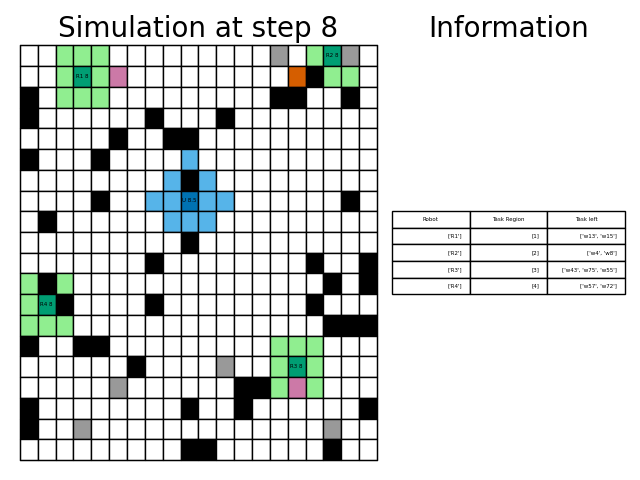 Simulation at step 8
Information
R1 8
R2 8
U 8.5
R4 8
R3 8
Robot Task Region Task left
['R1'] [1] ['w13', 'w15']
['R2'] [2] ['w4', 'w8']
['R3'] [3] ['w43', 'w75', 'w55']
['R4'] [4] ['w57', 'w72']